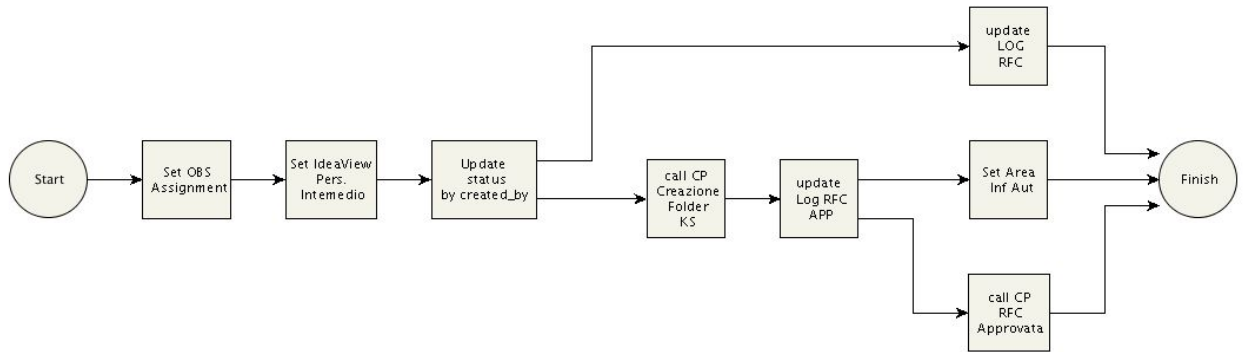 Start
Set OBS
Assignment
Set IdeaView
Pers.
Intemedio
Update
status
by created_by
update
LOG
RFC
call CP
Creazione
Folder
KS
update
Log RFC
APP
Set Area
Inf Aut
call CP
RFC
Approvata
Finish